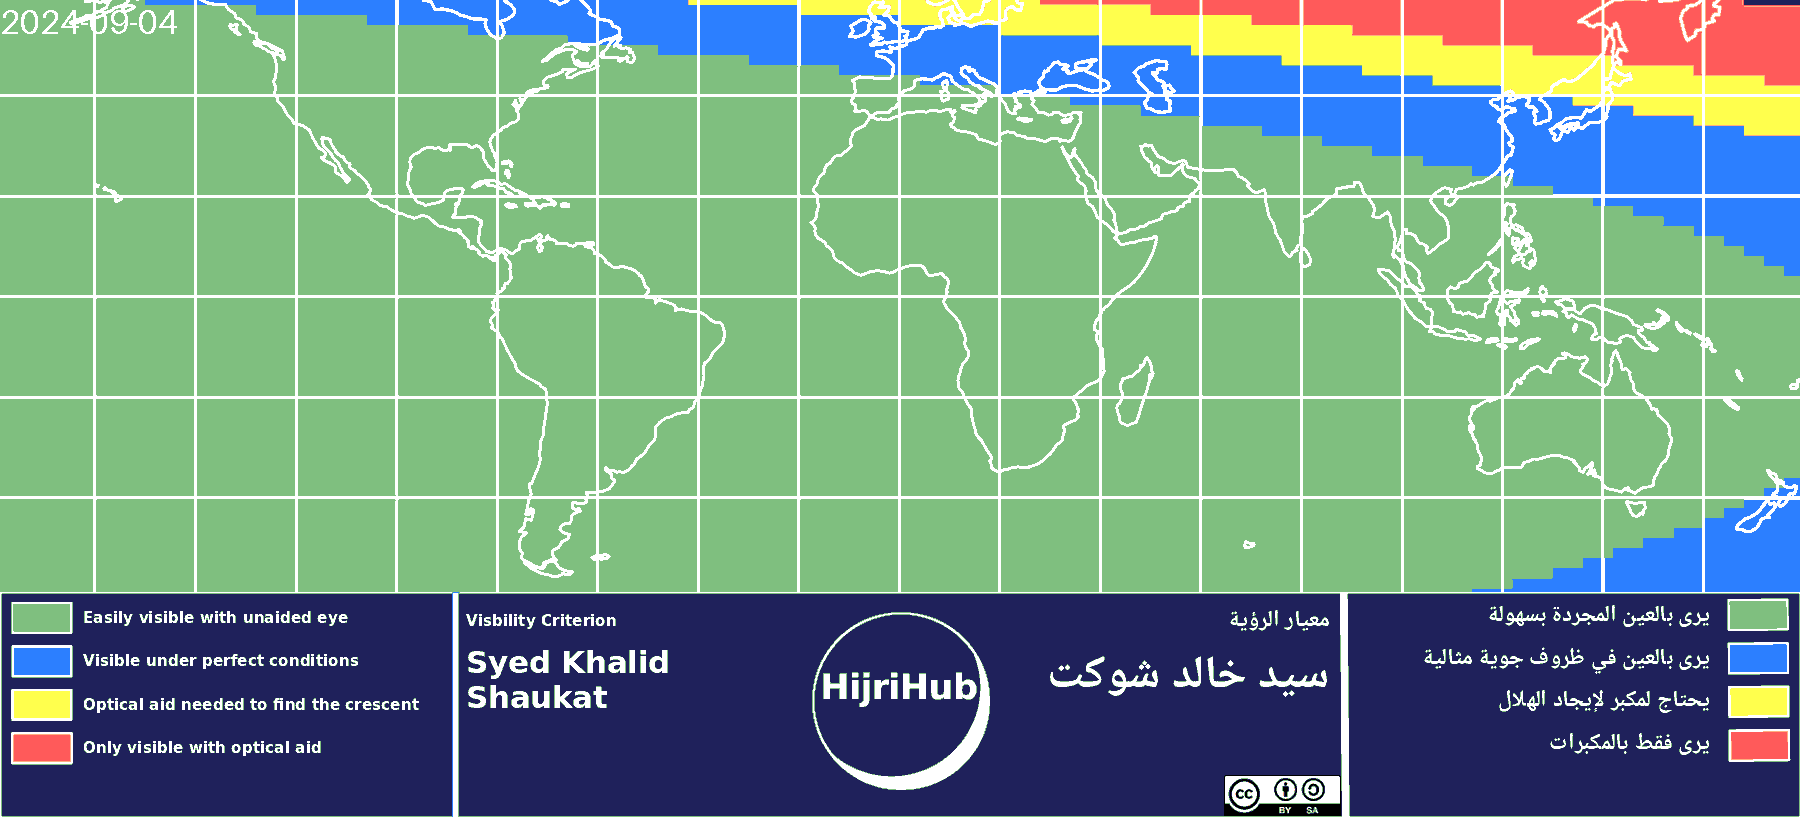 2024-09-04
Easily visible with unaided eye
Visible under perfect conditions
Optical aid needed to find the crescent
Only visible with optical aid
Visbility Criterion
Syed Khalid
Shaukat
HijriHub
معيار الرؤية
سيد خالد شوكت
cc
BY SA
يرى بالعين المجردة بسهولة
يرى بالعين في ظروف جوية مثالية
يحتاج لمكبر لإيجاد الهلال
يرى فقط بالمكبرات